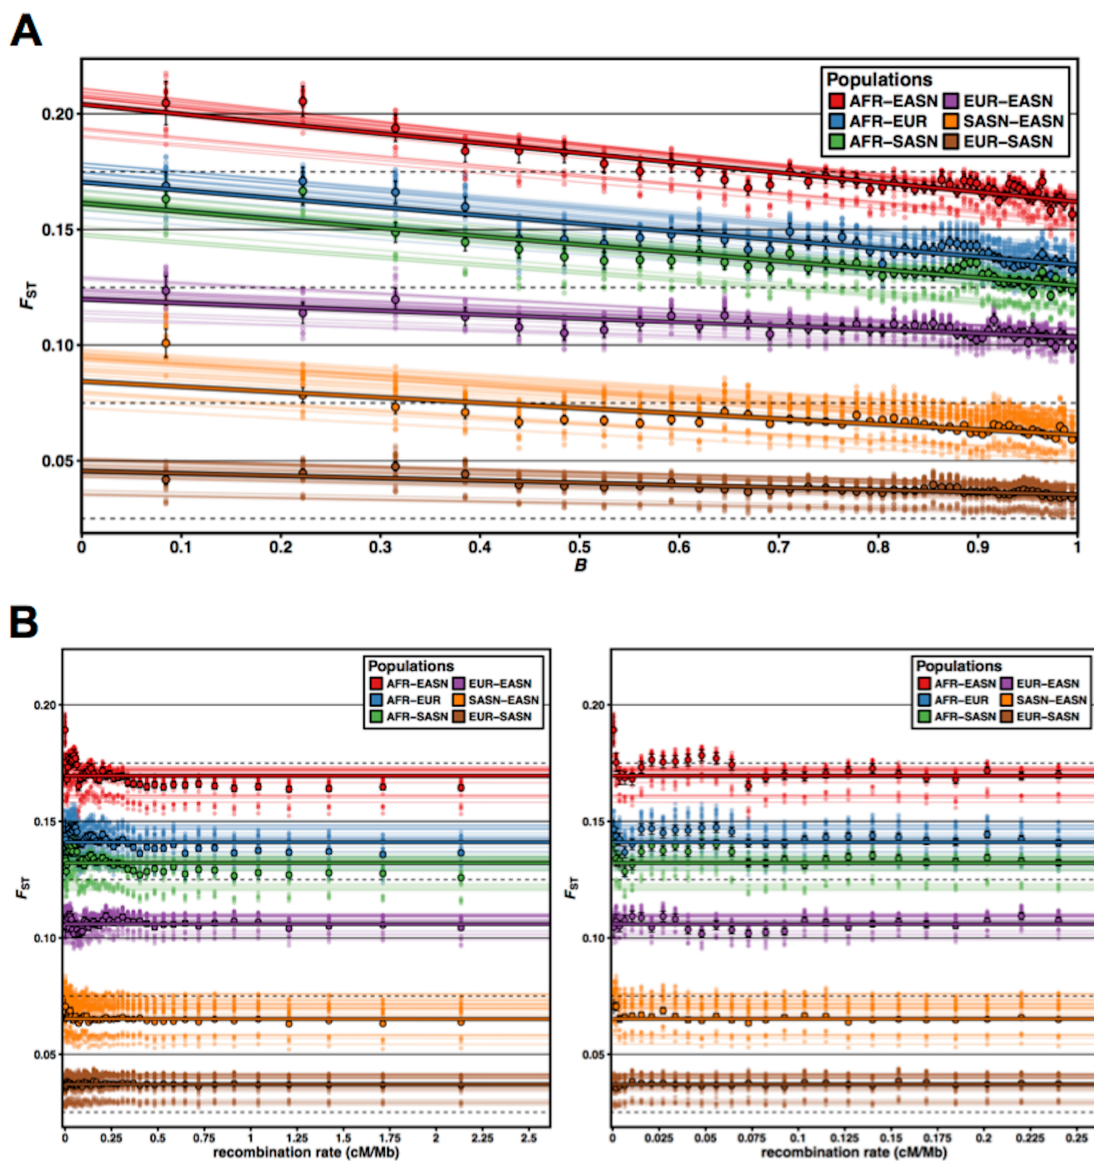 A
Populations
AFR-EASN EUR-EASN
AFR-EUR SASN-EASN
AFR-SASN EUR-SASN
0.20
0.15
0.10
0.05
FST
0 0.1 0.2 0.3 0.4 0.5 0.6 0.7 0.8 0.9 1
B
B
Populations
AFR-EASN EUR-EASN
AFR-EUR SASN-EASN
AFR-SASN EUR-SASN
0.20
0.15
0.10
0.05
FST
0 0.25 0.5 0.75 1 1.25 1.5 1.75 2 2.25 2.5
recombination rate (cM/Mb)
Populations
AFR-EASN EUR-EASN
AFR-EUR SASN-EASN
AFR-SASN EUR-SASN
0.20
0.15
0.10
0.05
FST
0 0.025 0.05 0.075 0.1 0.125 0.15 0.175 0.2 0.225 0.25
recombination rate (cM/Mb)